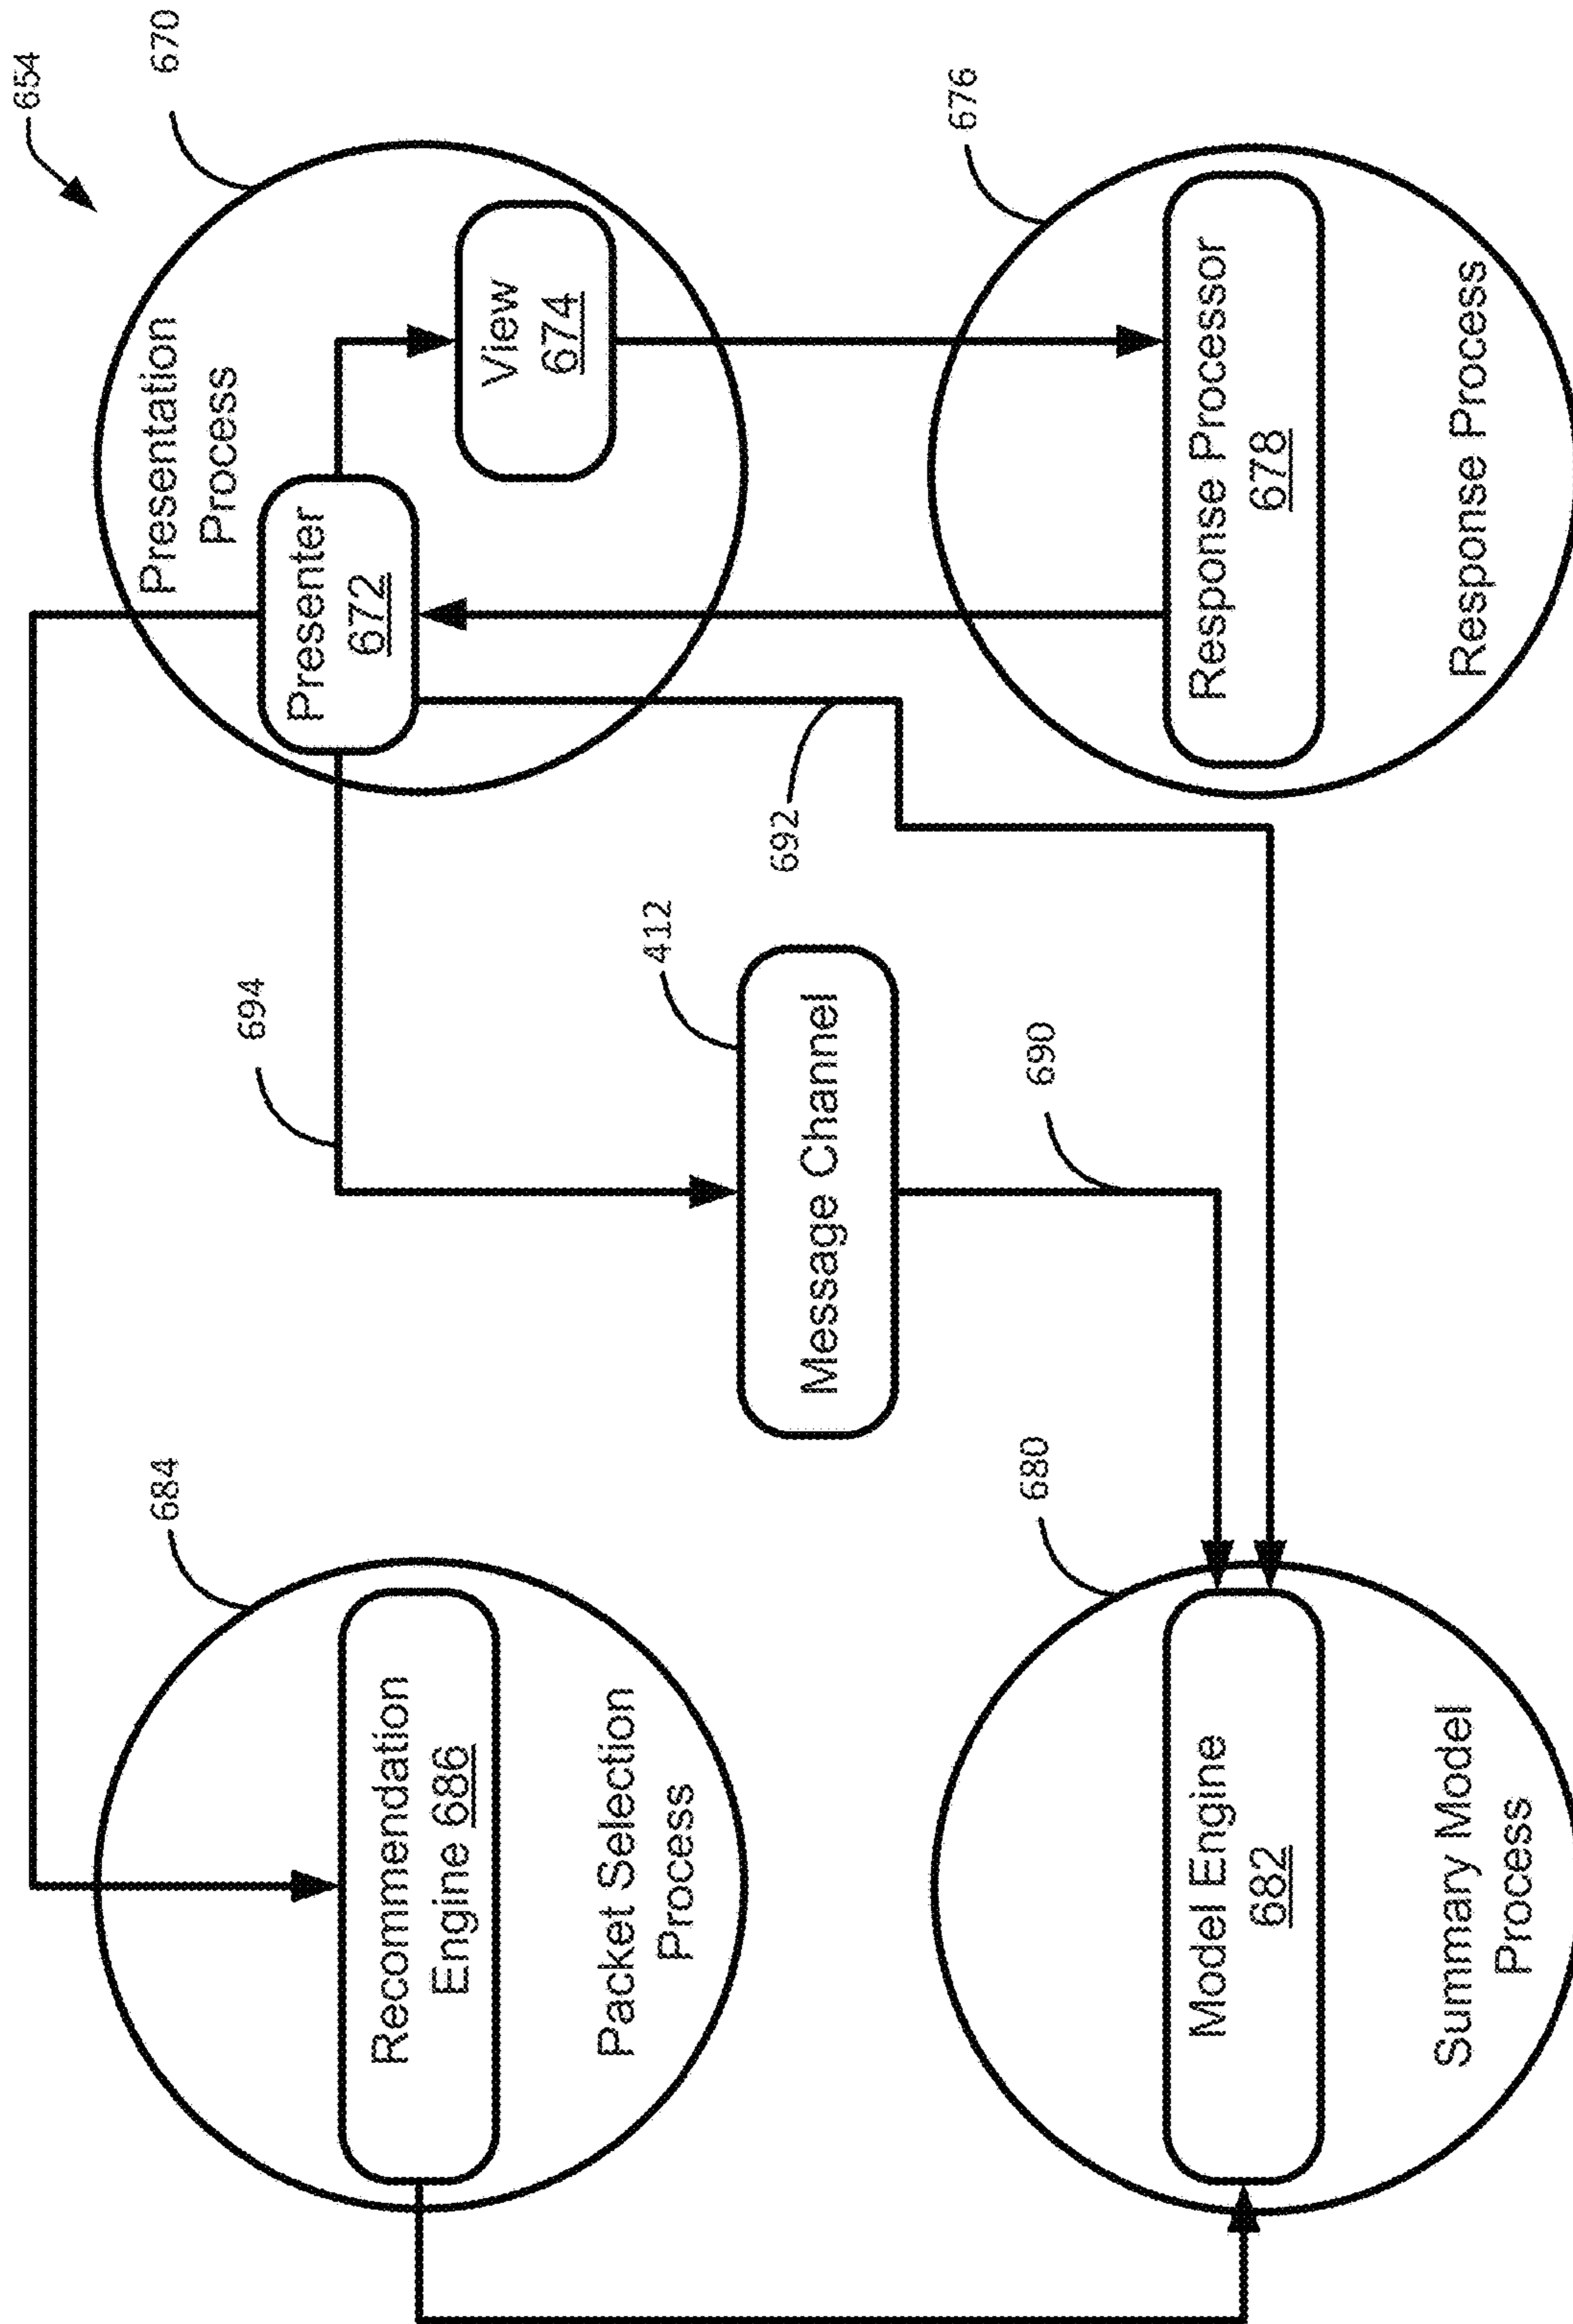 654
684
Recommendation
Engine 686
Packet Selection
Process
694
670
Presentation
Process
Presenter
672
View
674
412
Message Channel
692
690
680
Model Engine
682
Summary Model
Process
676
Response Processor
678
Response Process